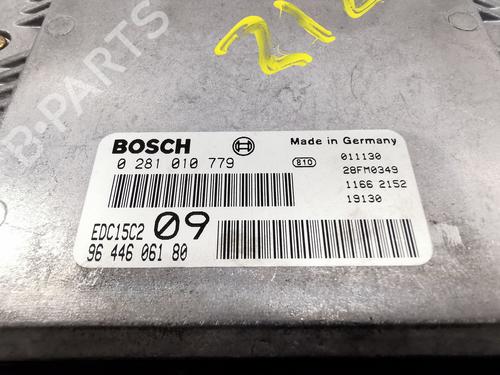 212
BOSCH Made in Germany
0 281 010 779 810 011130
28FM0349
1166 2152
19130
EDC15C2 09
96 446 061 80
B-PARTS